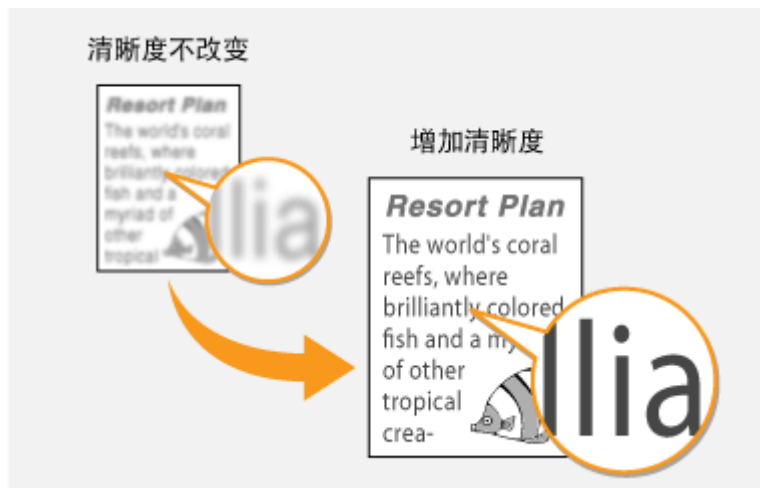 清晰度不改变
Resort Plan
The world's coral
reefs, where
brilliantly colored
fish and a
myriad of
other
tropical
llia
增加清晰度
Resort Plan
The world's coral
reefs, where
brilliantly colored
fish and a my
of other
tropical
crea-
llia